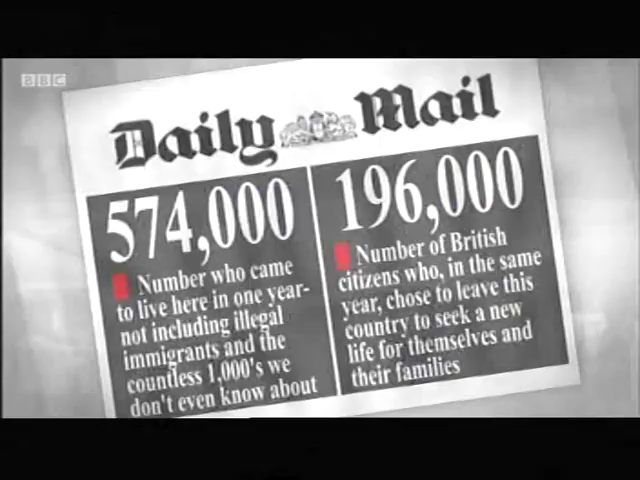 BBC
Daily Mail
574,000
Number who came
to live here in one year-
not including illegal
immigrants and the
countless 1,000's we
don't even know about
196,000
Number of British
citizens who, in the same
year, chose to leave this
country to seek a new
life for themselves and
their families